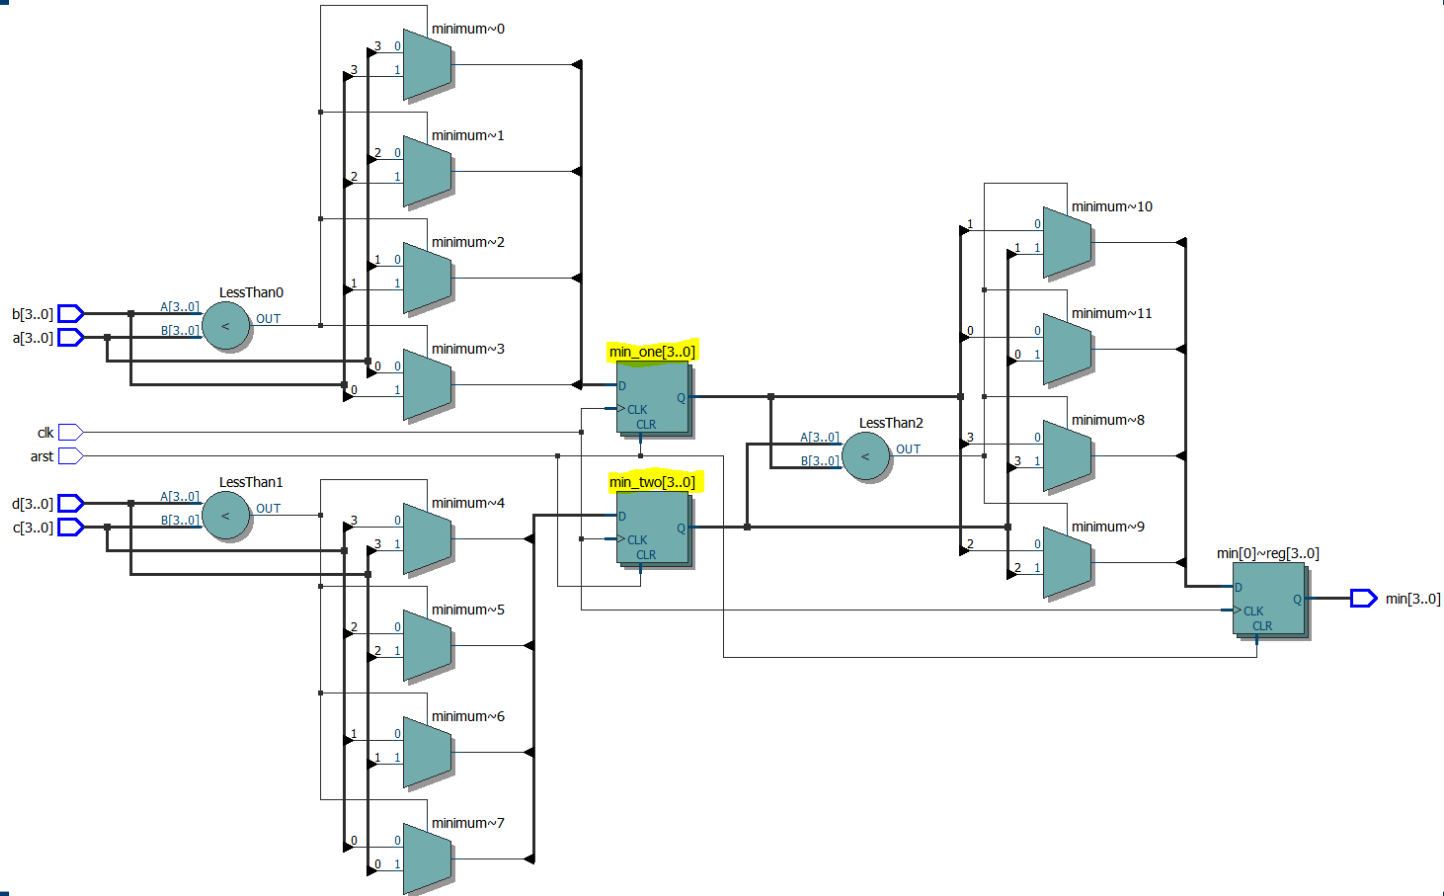 minimum~0
3 0
3 1
minimum~1
2 0
2 1
minimum~2
1 0
1 1
LessThan0
b[3..0] A[3..0]
< OUT
a[3..0] B[3..0]
minimum~3
0 0
0 1
min_one[3..0]
D
Q
CLK
CLR
clk
arst
LessThan1
d[3..0] A[3..0]
< OUT
c[3..0] B[3..0]
minimum~4
3 0
3 1
minimum~5
2 0
2 1
minimum~6
1 0
1 1
minimum~7
0 0
0 1
min_two[3..0]
D
Q
CLK
CLR
LessThan2
A[3..0]
< OUT
B[3..0]
minimum~10
1 0
1 1
minimum~11
0 0
0 1
minimum~8
3 0
3 1
minimum~9
2 0
2 1
min[0]~reg[3..0]
D
Q
CLK
CLR
min[3..0]